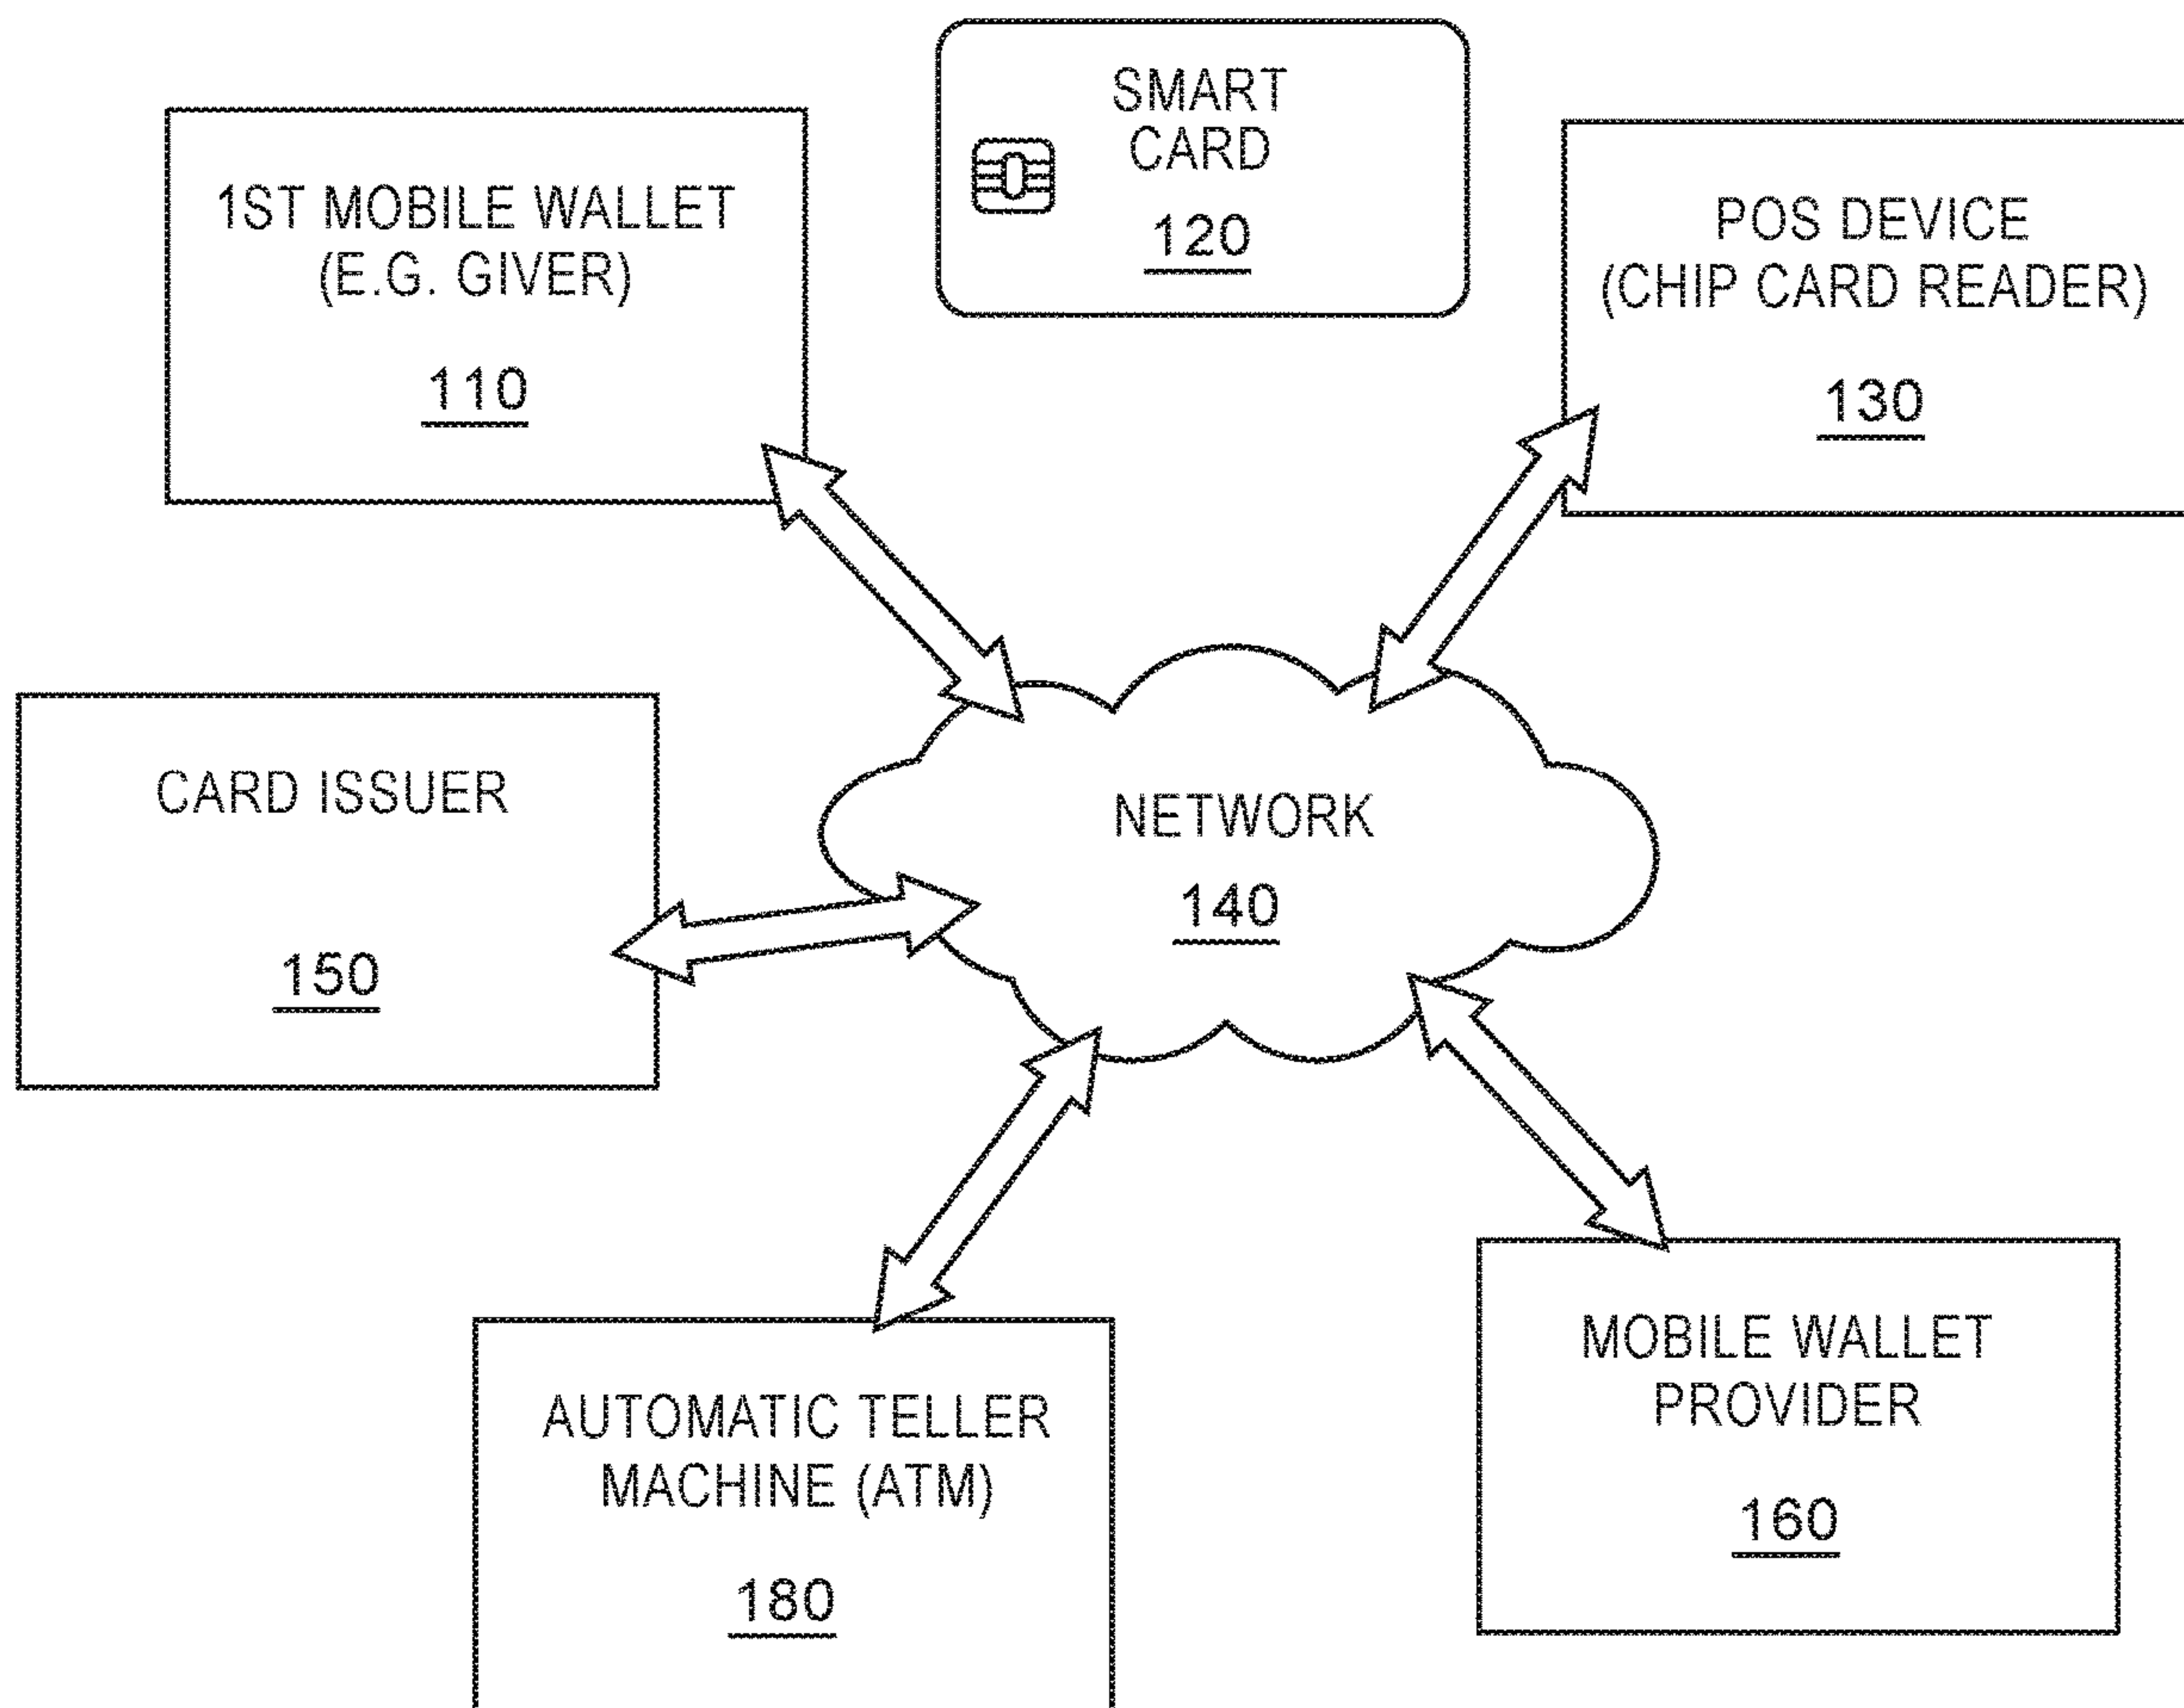 SMART
CARD
120
1ST MOBILE WALLET
(E.G. GIVER)
110
POS DEVICE
(CHIP CARD READER)
130
CARD ISSUER
150
NETWORK
140
AUTOMATIC TELLER
MACHINE (ATM)
180
MOBILE WALLET
PROVIDER
160